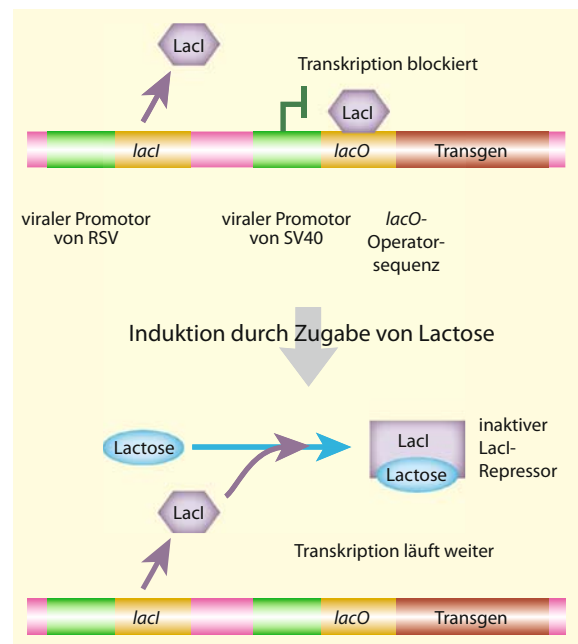 LacI
Transkription blockiert
LacI
lacI
lacO
Transgen
viraler Promotor
von RSV
viraler Promotor
von SV40
lacO-
Operator-
sequenz
Induktion durch Zugabe von Lactose
Lactose
LacI
Lactose
inaktiver
LacI-
Repressor
LacI
Transkription läuft weiter
lacI
lacO
Transgen